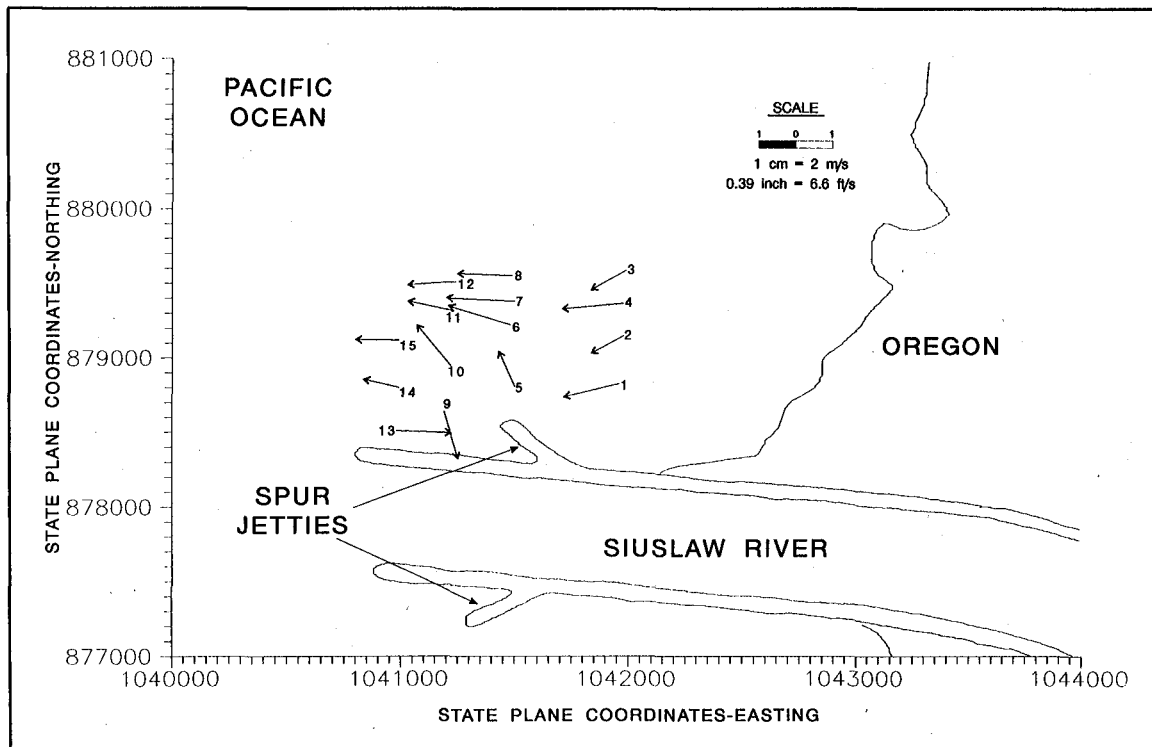 881000
PACIFIC
OCEAN
SCALE
1 0 1
1 cm = 2 m/s
0.39 inch = 6.6 ft/s
880000
3
8
12
4
7
11
6
2
OREGON
879000
15
10
5
1
14
9
13
STATE PLANE COORDINATES-NORTHING
878000
SPUR
JETTIES
SIUSLAW RIVER
877000
1040000 1041000 1042000 1043000 1044000
STATE PLANE COORDINATES-EASTING